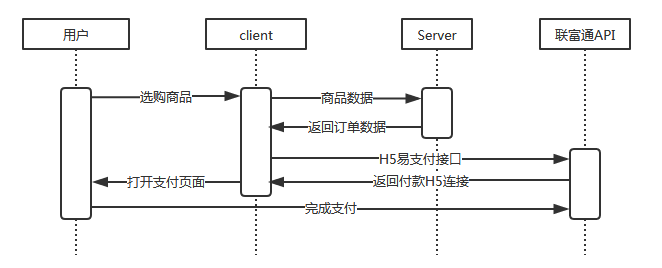 用户
client
Server
联富通API
选购商品
商品数据
返回订单数据
H5易支付接口
返回付款H5连接
打开支付页面
完成支付